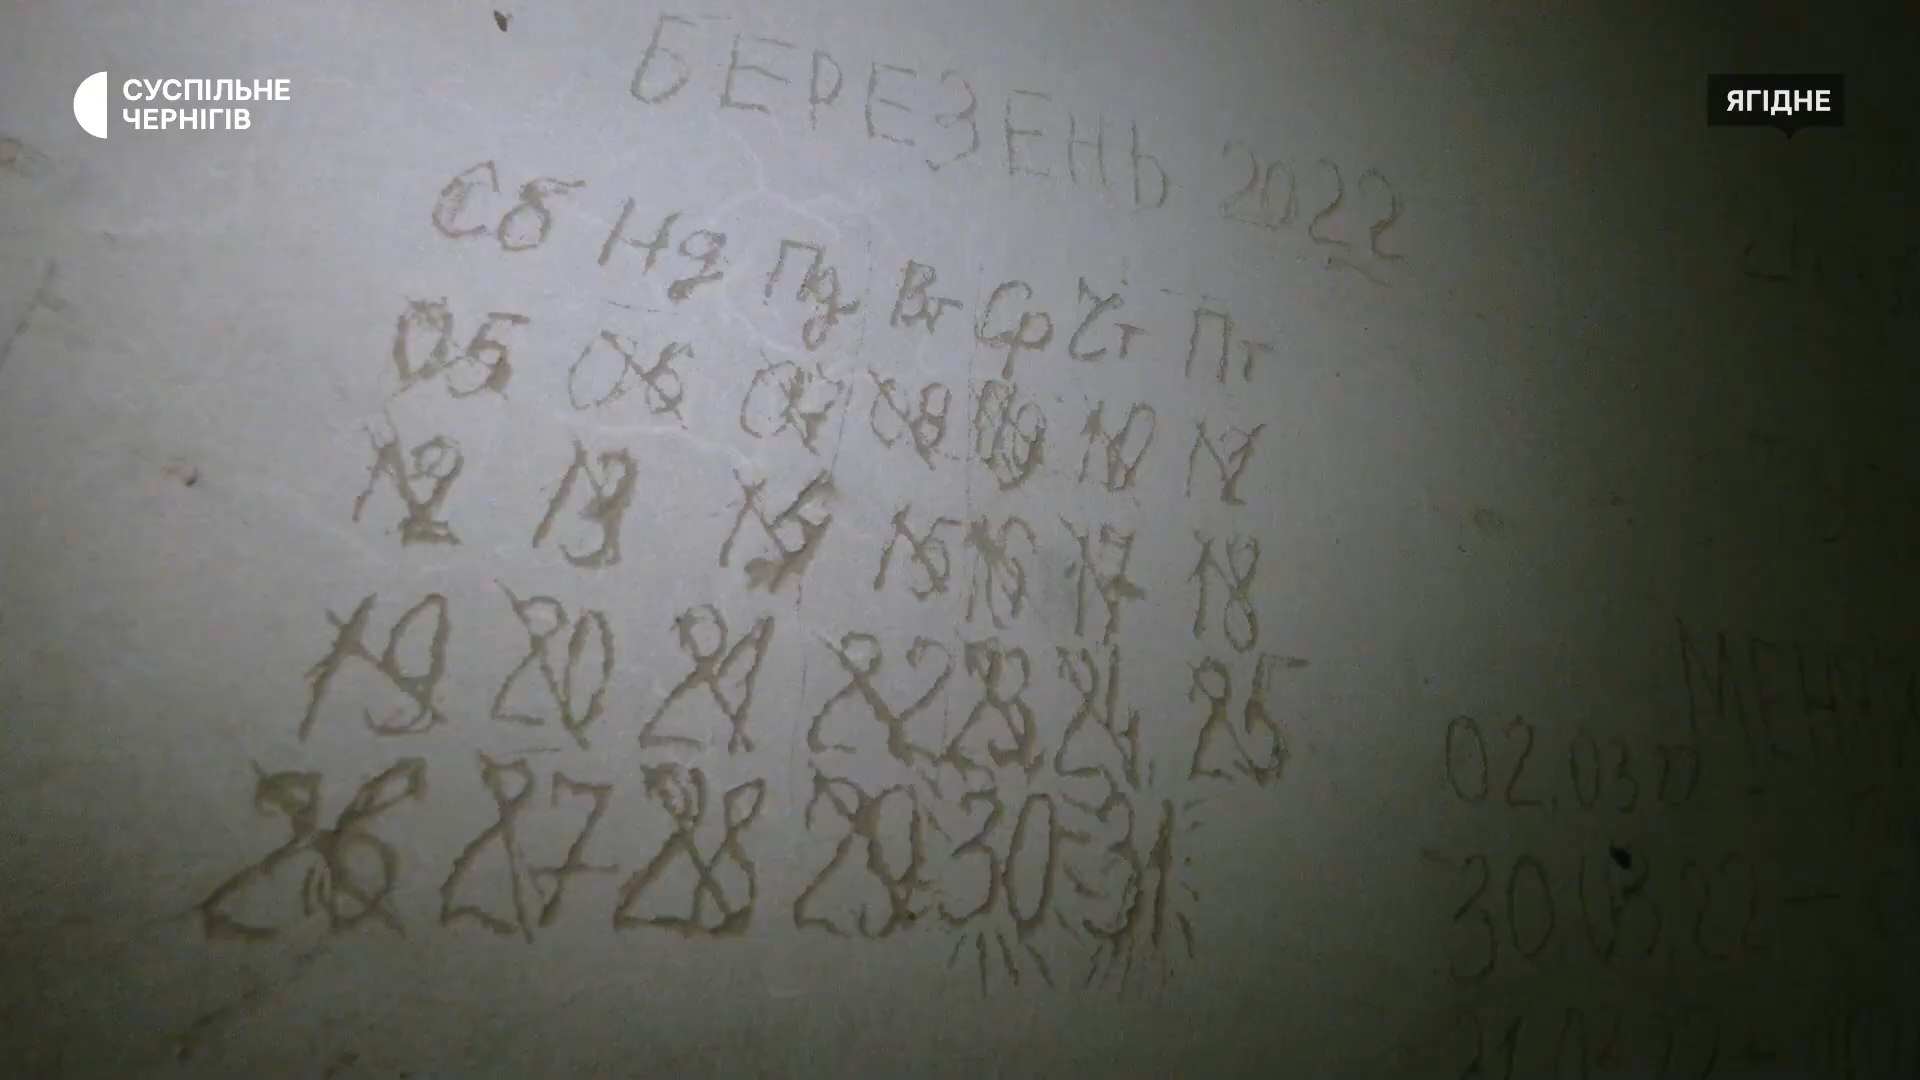 СУСПІЛЬНЕ
ЧЕРНІГІВ
ЯГІДНЕ
БЕРЕЗЕНЬ 2022
Сб Нд Пд Вт Ср Чт Пт
05 06 07 08 09 10 11
12 13 14 15 16 17 18
19 20 21 22 23 24 25
26 27 28 29 30 31
02.03
30.03.22 –